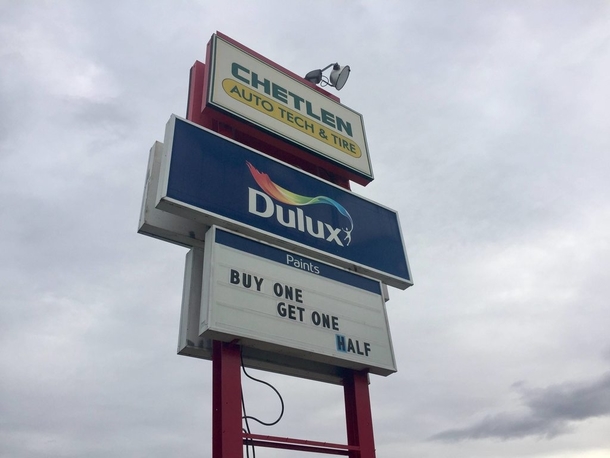 CHETLEN
AUTO TECH & TIRE
Dulux
Paints
BUY ONE
GET ONE
HALF